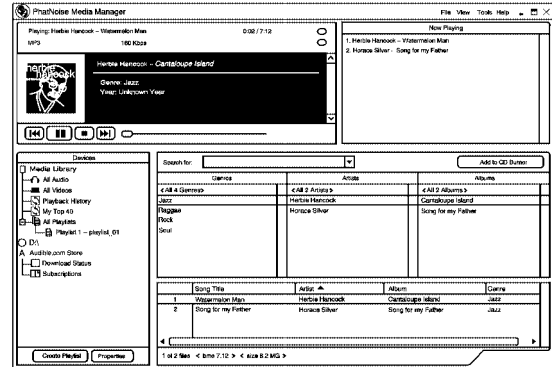 PhatNoise Media Manager
File View Tools Help
Playing: Herbie Hancock – Watermelon Man 0:02 / 7:12
MP3 160 Kbps
herbie hancock
Herbie Hancock – Cantaloupe Island
Genre: Jazz
Year: Unknown Year
Now Playing
1. Herbie Hancock – Watermelon Man
2. Horace Silver - Song for my Father
Devices
Media Library
All Audio
All Videos
Playback History
My Top 40
All Playlists
Playlist 1 – playlist_01
D:\
A Audible.com Store
Download Status
Subscriptions
Create Playlist Properties
Search for: Add to CD Burner
Genres Artists Albums
<All 4 Genres> <All 2 Artists> <All 2 Albums>
Jazz Herbie Hancock Cantaloupe Island
Reggae Horace Silver Song for my Father
Rock
Soul
Song Title Artist Album Genre
1 Watermelon Man Herbie Hancock Cantaloupe Island Jazz
2 Song for my Father Horace Silver Song for my Father Jazz
1 of 2 files < time 7.12 > < size 8.2 MG >